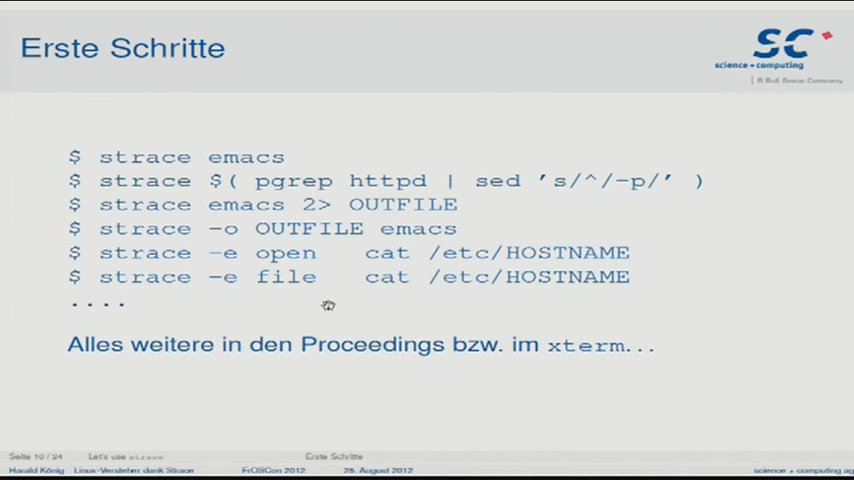 Erste Schritte
SC
science + computing
| A Bull Group Company
$ strace emacs
$ strace $( pgrep httpd | sed ’s/^/-p/’ )
$ strace emacs 2> OUTFILE
$ strace -o OUTFILE emacs
$ strace -e open cat /etc/HOSTNAME
$ strace -e file cat /etc/HOSTNAME
....
Alles weitere in den Proceedings bzw. im xterm...
Seite 10 / 24 Let's use strace Erste Schritte
Harald König Linux-Versteher dank Strace FrOSCon 2012 26. August 2012 science + computing ag